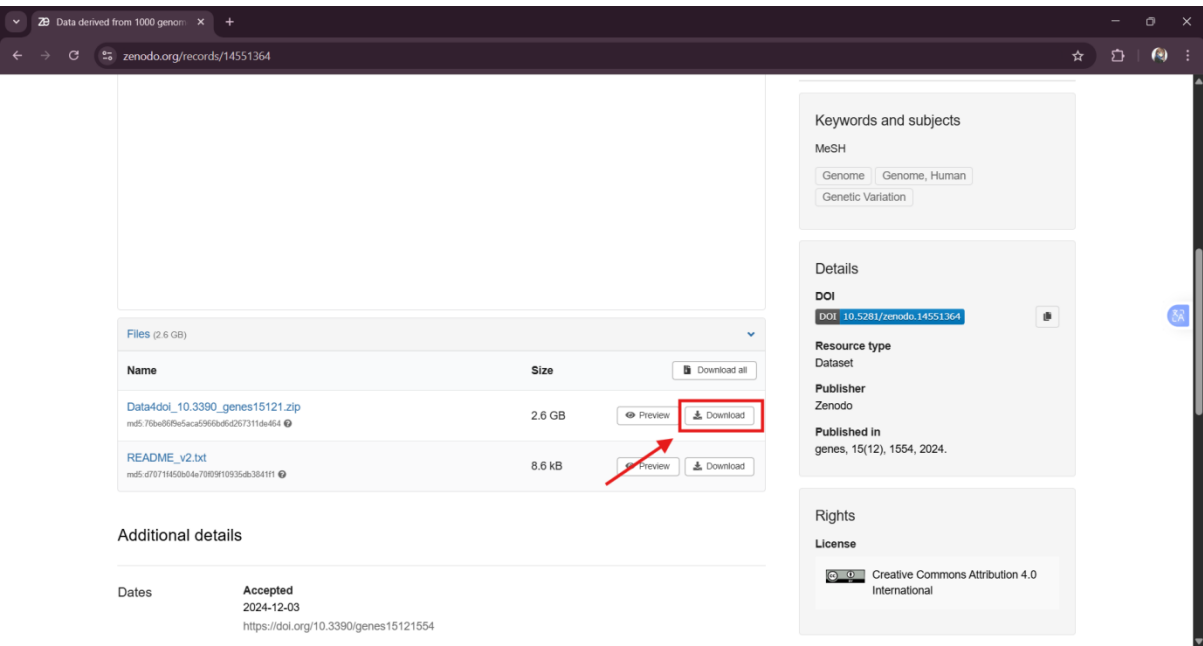 Data derived from 1000 genom
zenodo.org/records/14551364
Files (2.6 GB)
Name Size Download all
Data4doi_10.3390_genes15121.zip 2.6 GB Preview Download
md5:76be86f9e5aca5966bd6d267311de464
README_v2.txt 8.6 kB Preview Download
md5:d7071f450b04e70f09f10935db3841f1
Additional details
Dates Accepted
2024-12-03
https://doi.org/10.3390/genes15121554
Keywords and subjects
MeSH
Genome Genome, Human
Genetic Variation
Details
DOI
DOI 10.5281/zenodo.14551364
Resource type
Dataset
Publisher
Zenodo
Published in
genes, 15(12), 1554, 2024.
Rights
License
Creative Commons Attribution 4.0
International